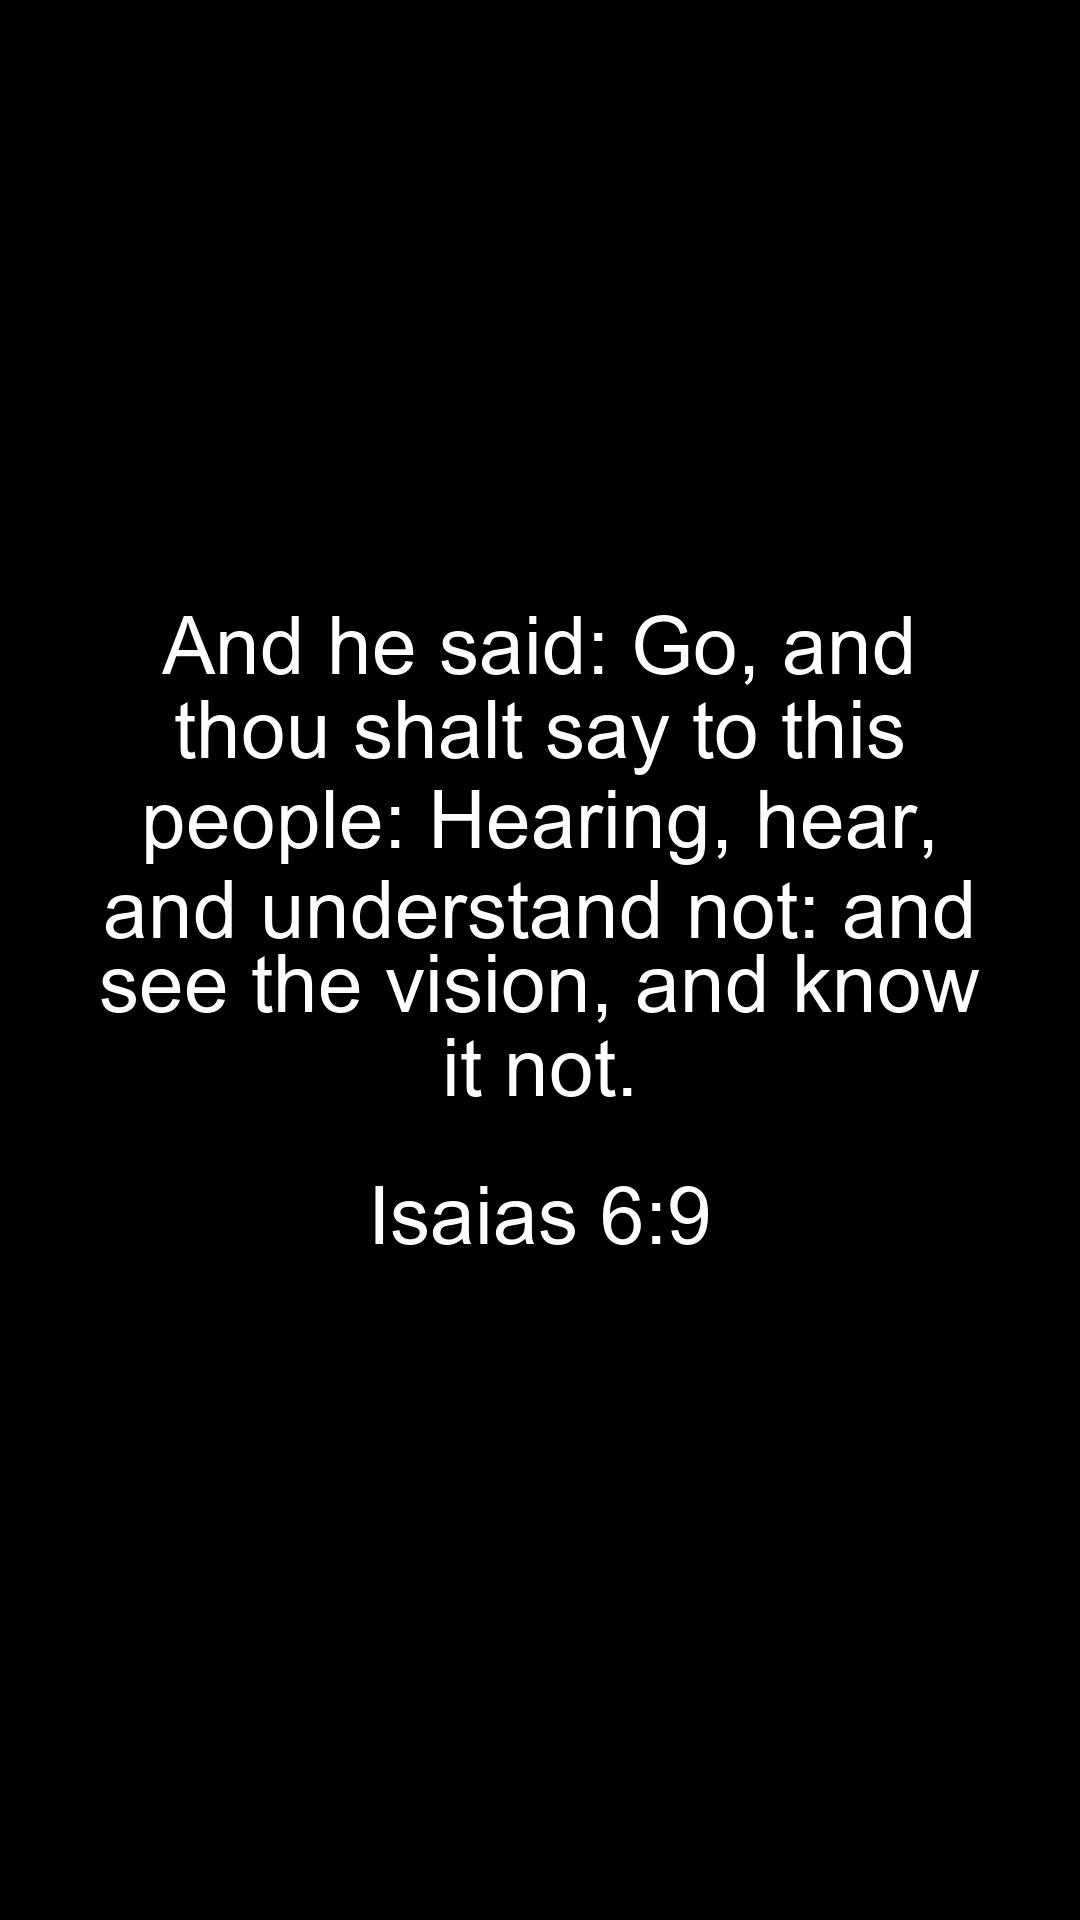 And he said: Go, and
thou shalt say to this
people: Hearing, hear,
and understand not: and
see the vision, and know
it not.
Isaias 6:9